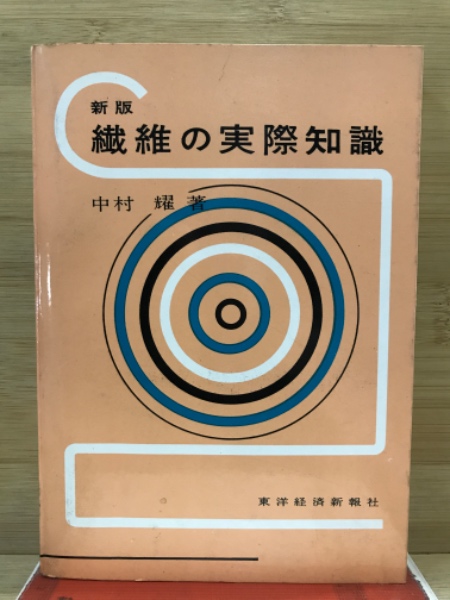 新版
繊維の実際知識
中村 耀 著
東洋経済新報社